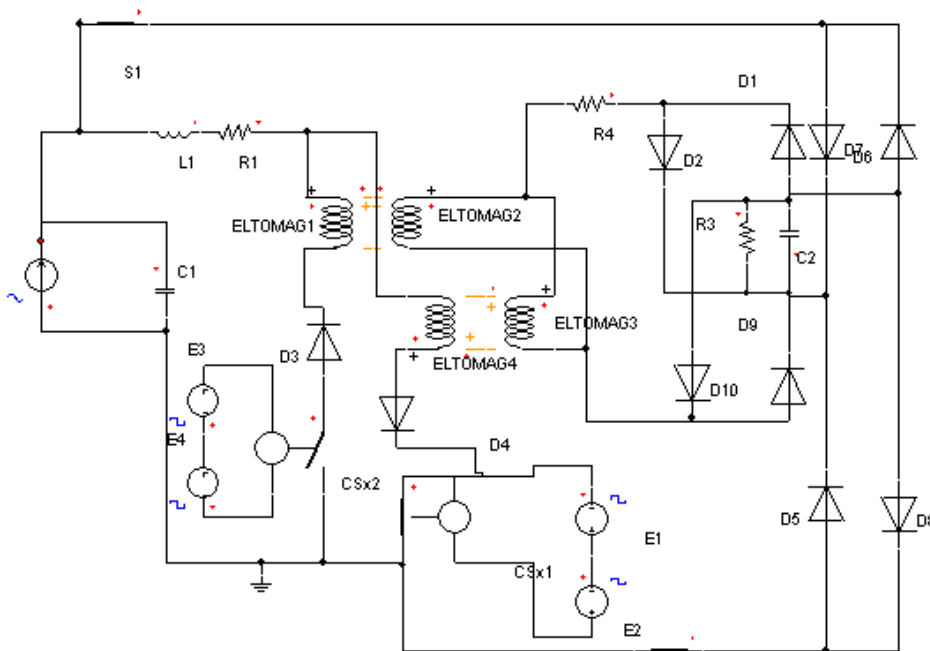 S1
D1
L1
R1
R4
D2
D7
D6
ELTOMAG1
ELTOMAG2
R3
C2
C1
ELTOMAG3
D9
E3
D3
ELTOMAG4
D10
E4
D4
CSx2
D5
D8
E1
CSx1
E2